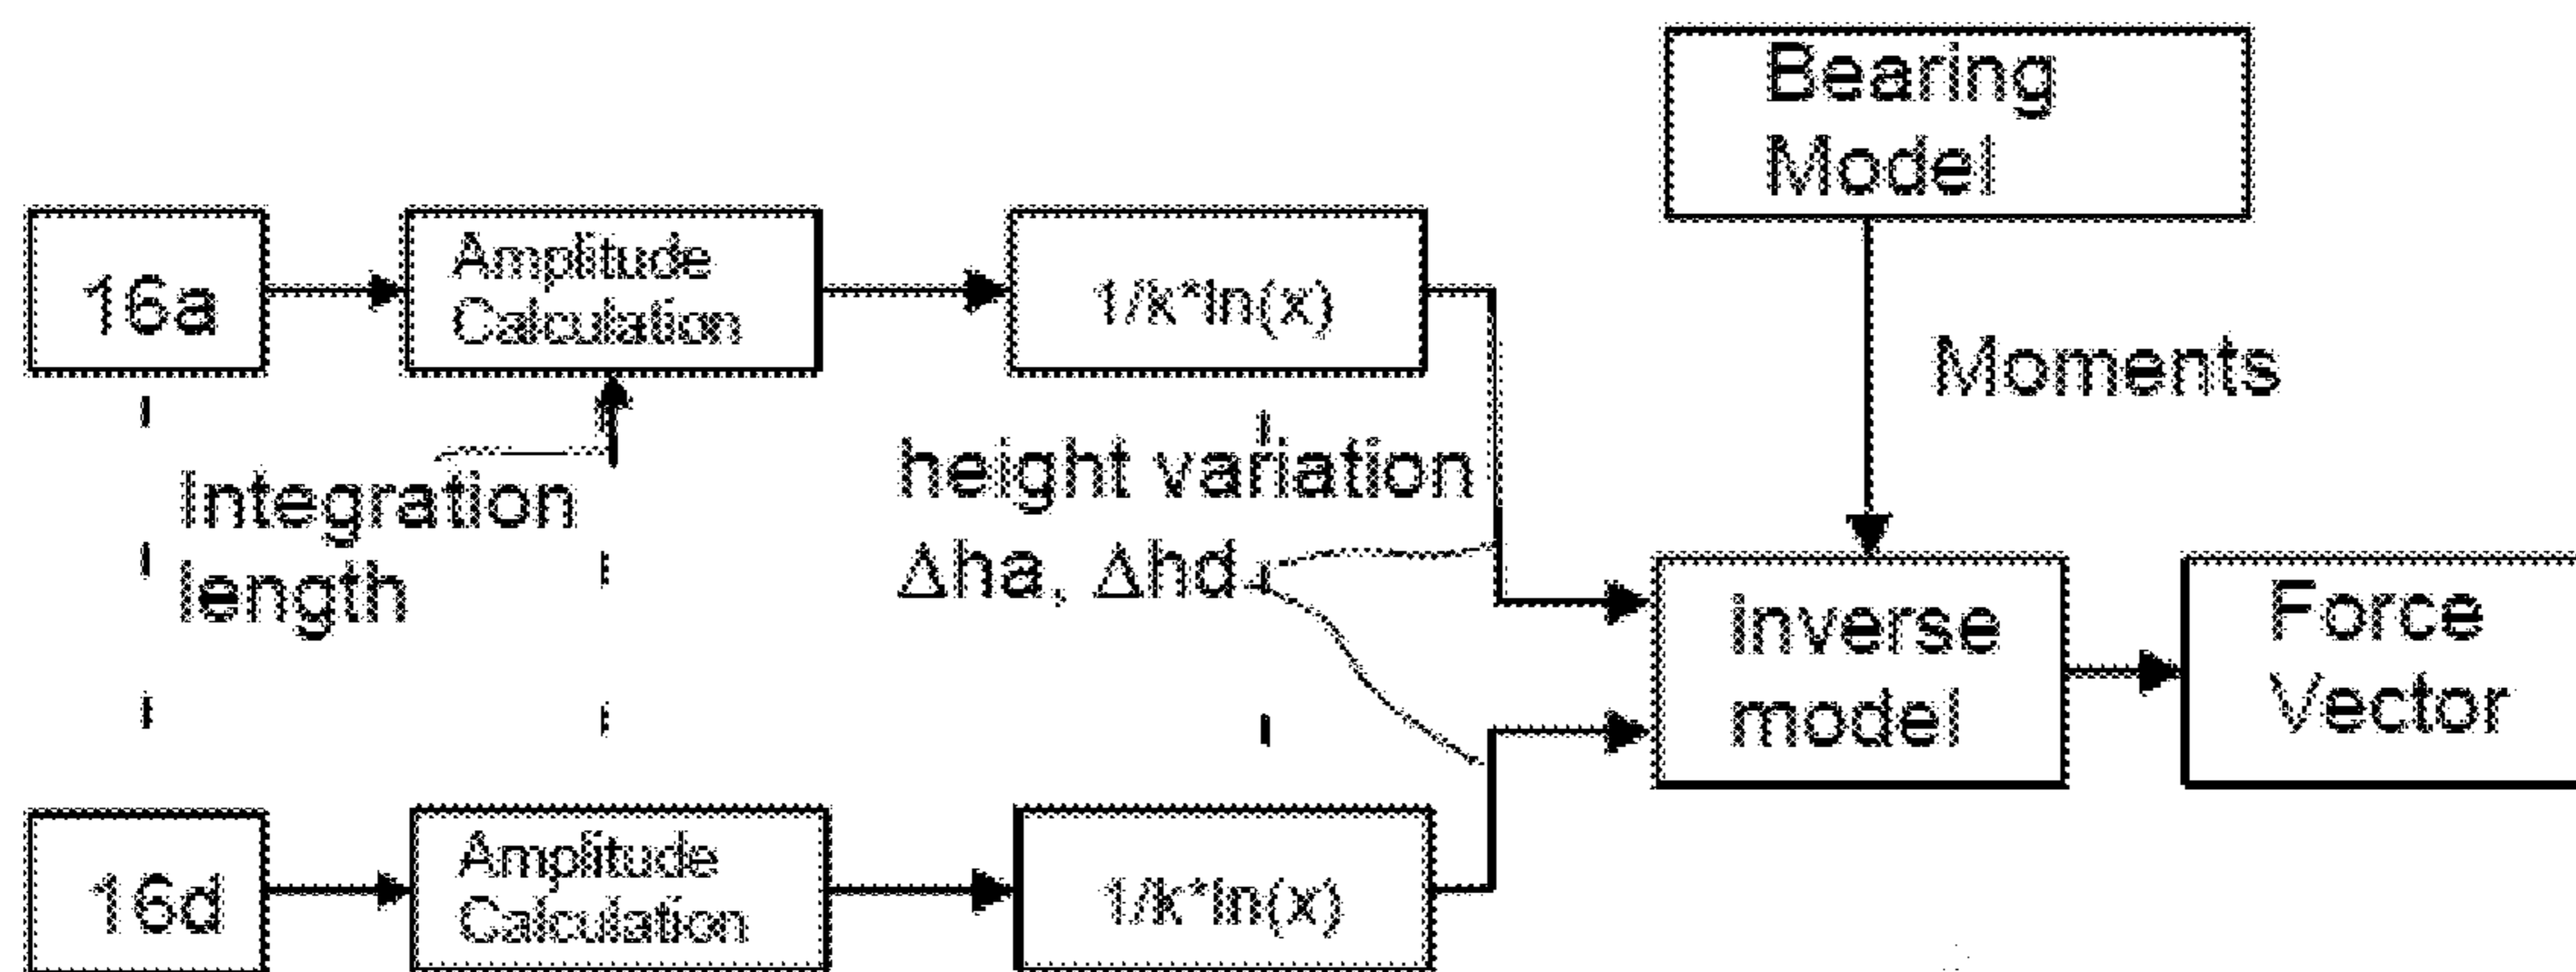 Bearing
Model
16a
Amplitude
Calculation
1/k*ln(x)
Moments
Integration
length
height variation
Δha, Δhd
Inverse
model
Force
Vector
16d
Amplitude
Calculation
1/k*ln(x)